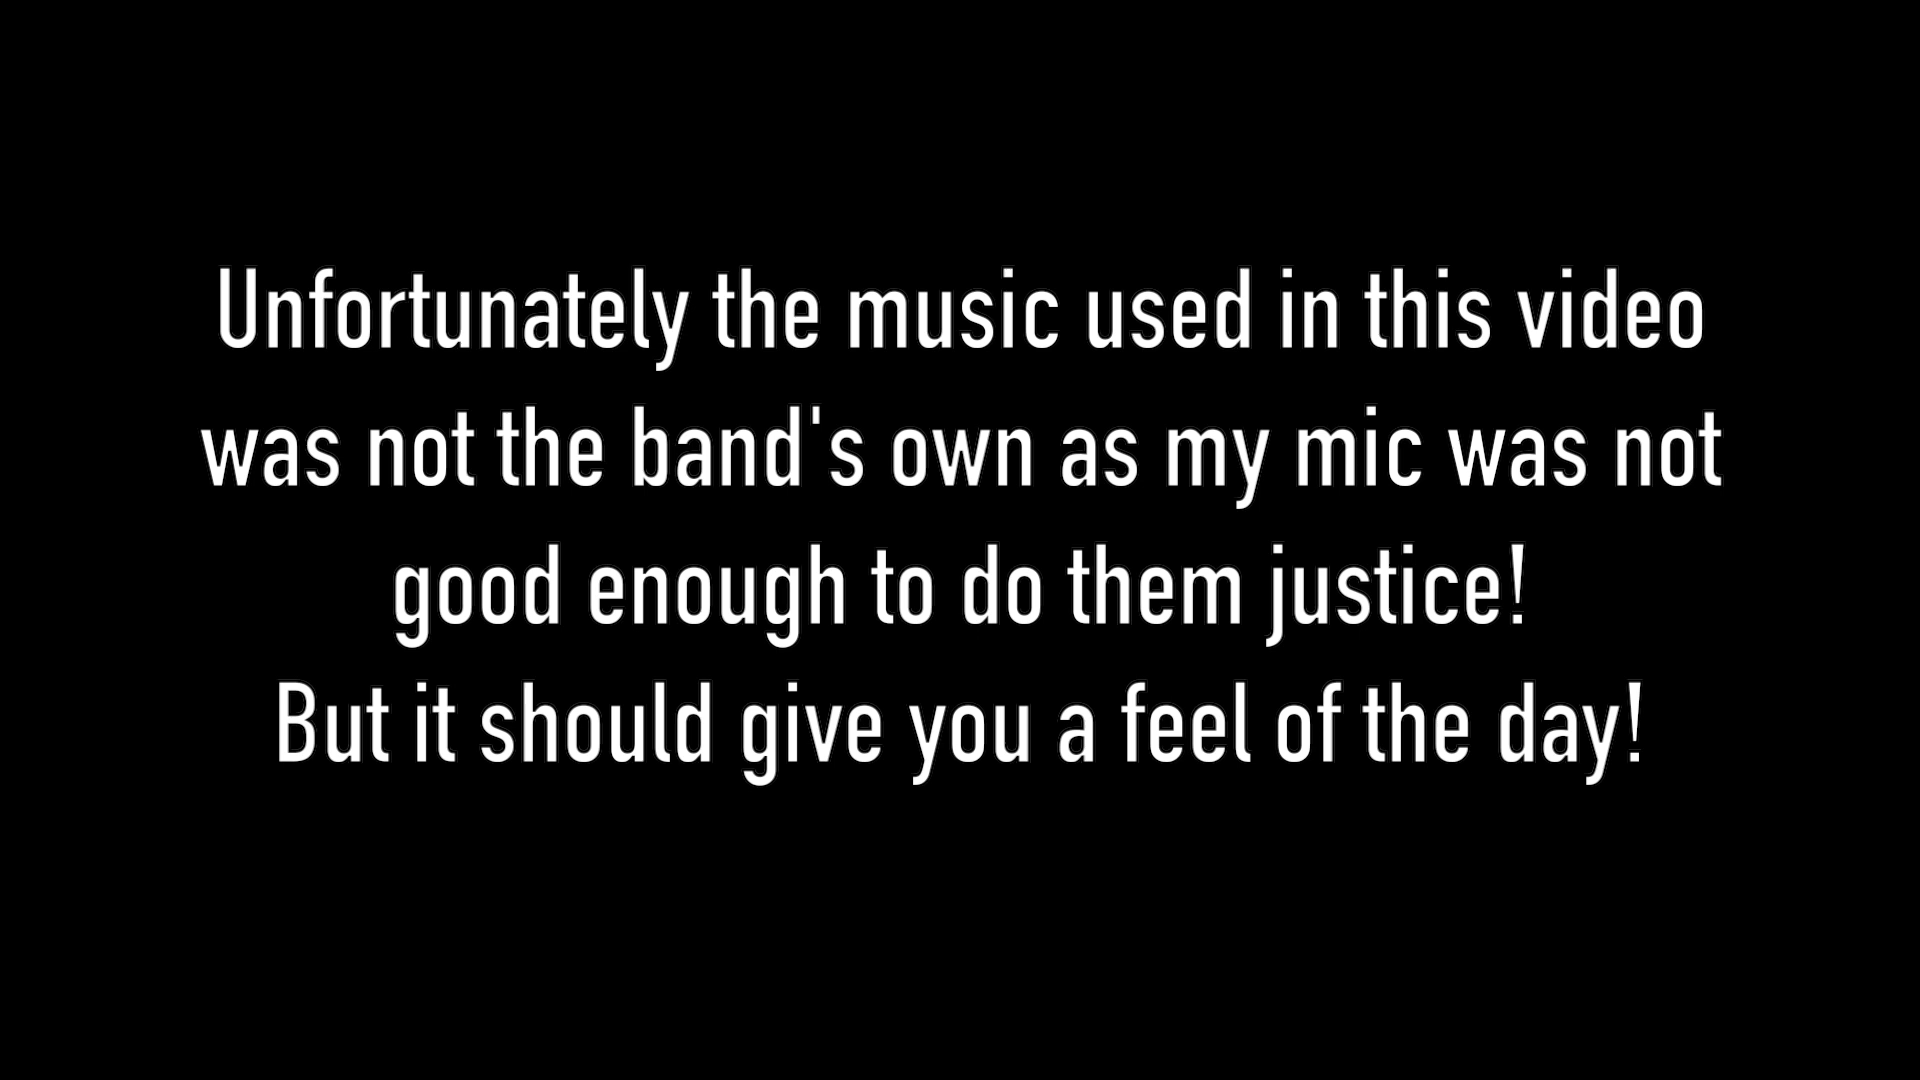 Unfortunately the music used in this video
was not the band's own as my mic was not
good enough to do them justice!
But it should give you a feel of the day!